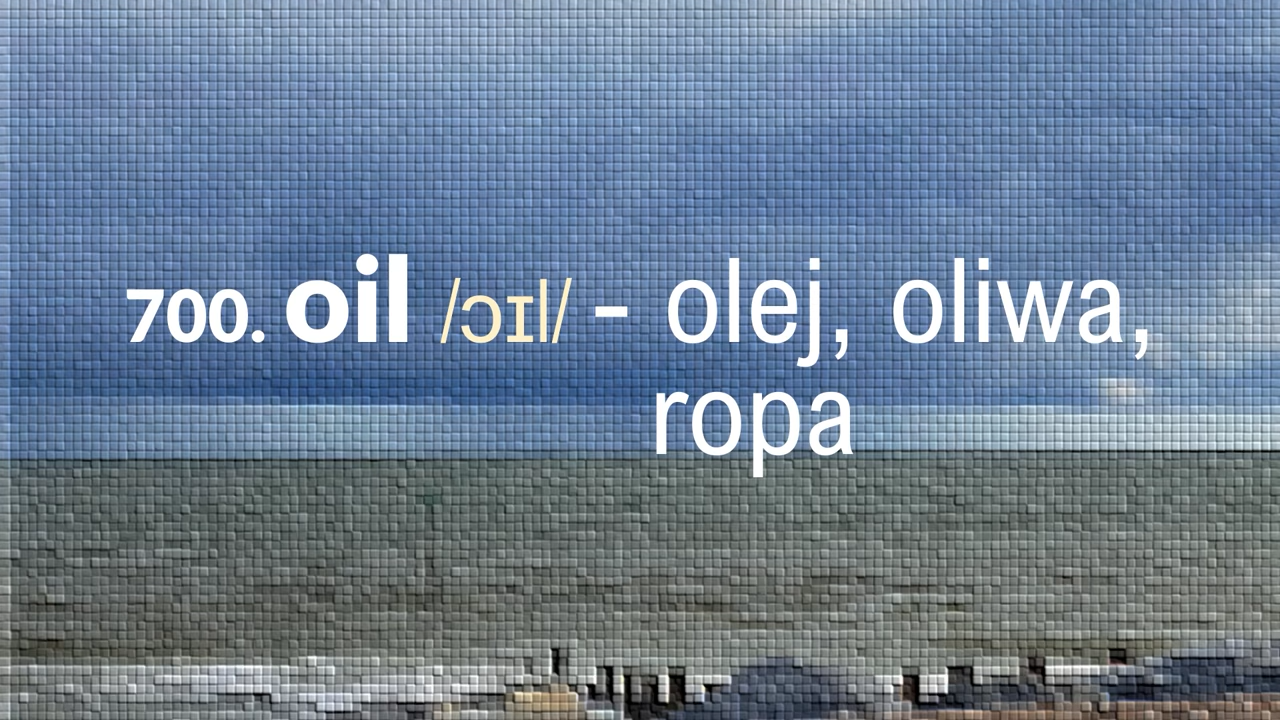 700. oil /ɔɪl/ - olej, oliwa,
ropa